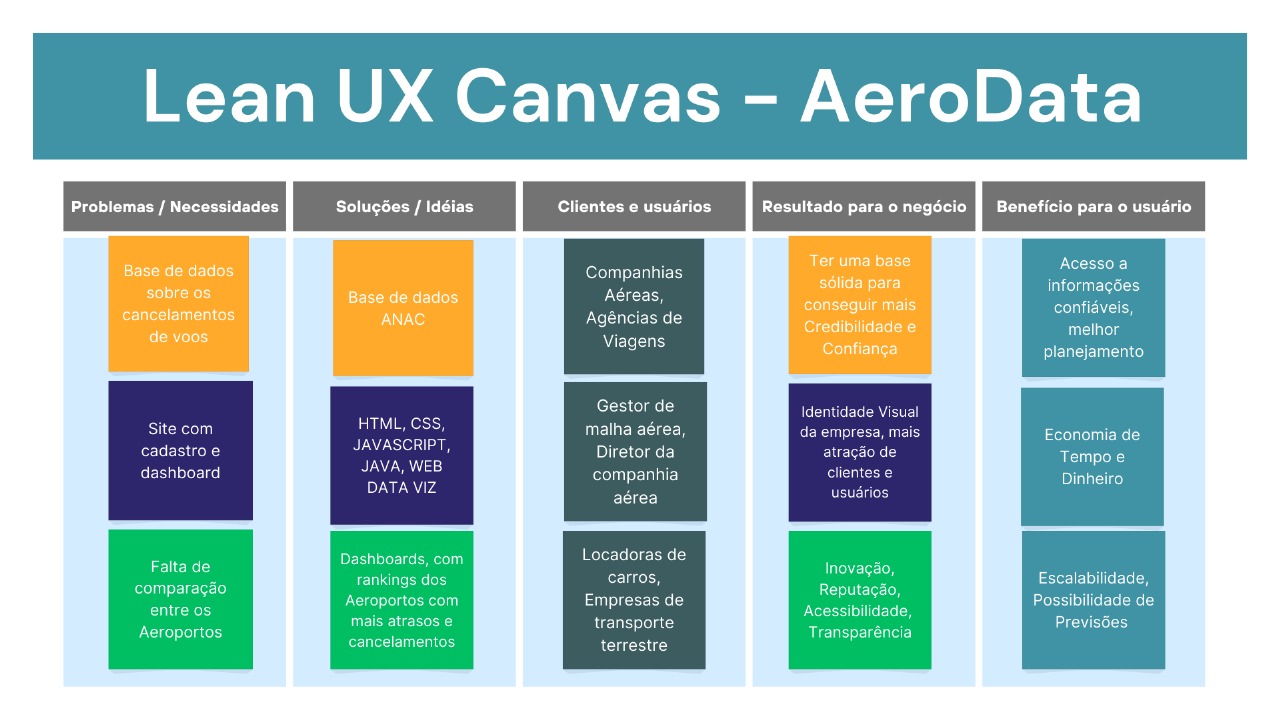 Lean UX Canvas - AeroData
Problemas / Necessidades
Base de dados
sobre os
cancelamentos
de voos
Site com
cadastro e
dashboard
Falta de
comparação
entre os
Aeroportos
Soluções / Idéias
Base de dados
ANAC
HTML, CSS,
JAVASCRIPT,
JAVA, WEB
DATA VIZ
Dashboards, com
rankings dos
Aeroportos com
mais atrasos e
cancelamentos
Clientes e usuários
Companhias
Aéreas,
Agências de
Viagens
Gestor de
malha aérea,
Diretor da
companhia
aérea
Locadoras de
carros,
Empresas de
transporte
terrestre
Resultado para o negócio
Ter uma base
sólida para
conseguir mais
Credibilidade e
Confiança
Identidade Visual
da empresa, mais
atração de
clientes e
usuários
Inovação,
Reputação,
Acessibilidade,
Transparência
Benefício para o usuário
Acesso a
informações
confiáveis,
melhor
planejamento
Economia de
Tempo e
Dinheiro
Escalabilidade,
Possibilidade de
Previsões